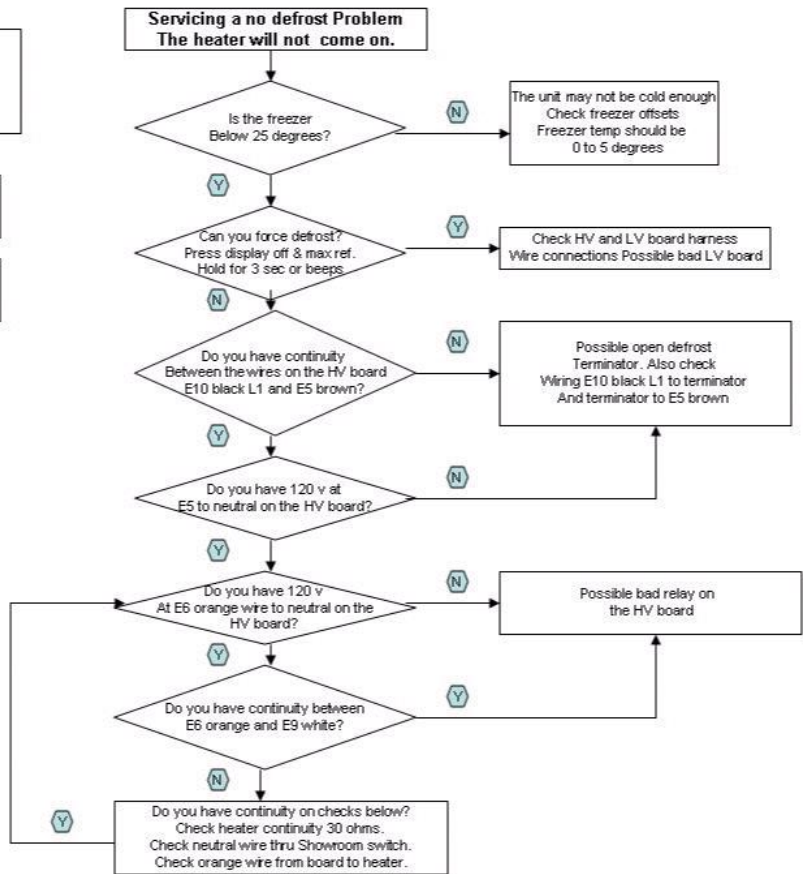 Servicing a no defrost Problem
The heater will not come on.
Is the freezer
Below 25 degrees?
N
The unit may not be cold enough
Check freezer offsets
Freezer temp should be
0 to 5 degrees
Y
Can you force defrost?
Press display off & max ref.
Hold for 3 sec or beeps
Y
Check HV and LV board harness
Wire connections Possible bad LV board
N
Do you have continuity
Between the wires on the HV board
E10 black L1 and E5 brown?
N
Possible open defrost
Terminator. Also check
Wiring E10 black L1 to terminator
And terminator to E5 brown
Y
Do you have 120 v at
E5 to neutral on the HV board?
N
Y
Do you have 120 v
At E6 orange wire to neutral on the
HV board?
N
Possible bad relay on
the HV board
Y
Do you have continuity between
E6 orange and E9 white?
Y
N
Do you have continuity on checks below?
Check heater continuity 30 ohms.
Check neutral wire thru Showroom switch.
Check orange wire from board to heater.
Y